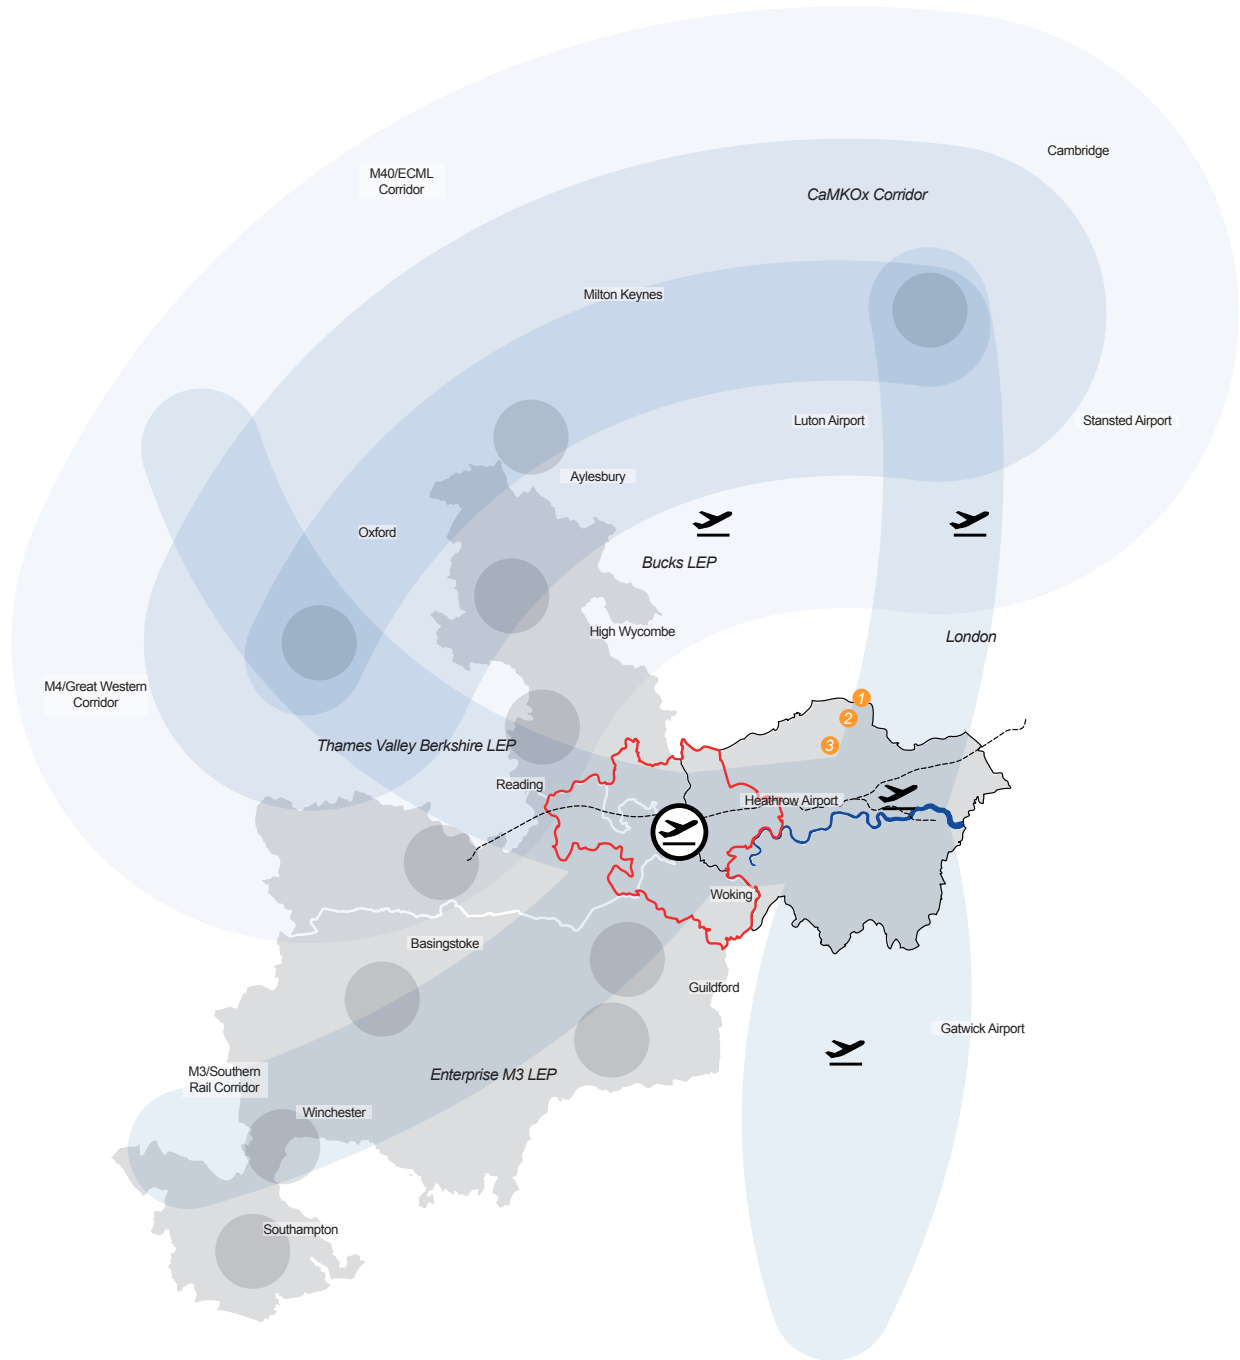 Cambridge
M40/ECML
Corridor
CaMKOx Corridor
Milton Keynes
Luton Airport
Stansted Airport
Aylesbury
Oxford
Bucks LEP
High Wycombe
London
M4/Great Western
Corridor
1
2
3
Thames Valley Berkshire LEP
Reading
Heathrow Airport
Woking
Basingstoke
Guildford
Gatwick Airport
M3/Southern
Rail Corridor
Enterprise M3 LEP
Winchester
Southampton